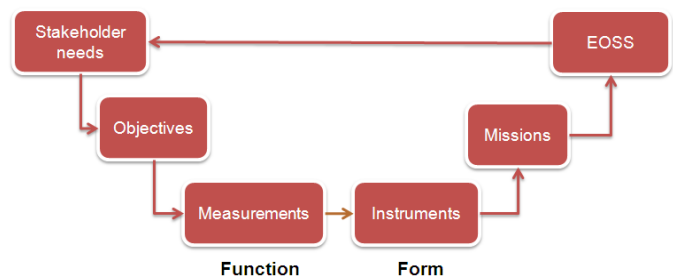 Stakeholder
needs
EOSS
Objectives
Missions
Measurements
Instruments
Function
Form